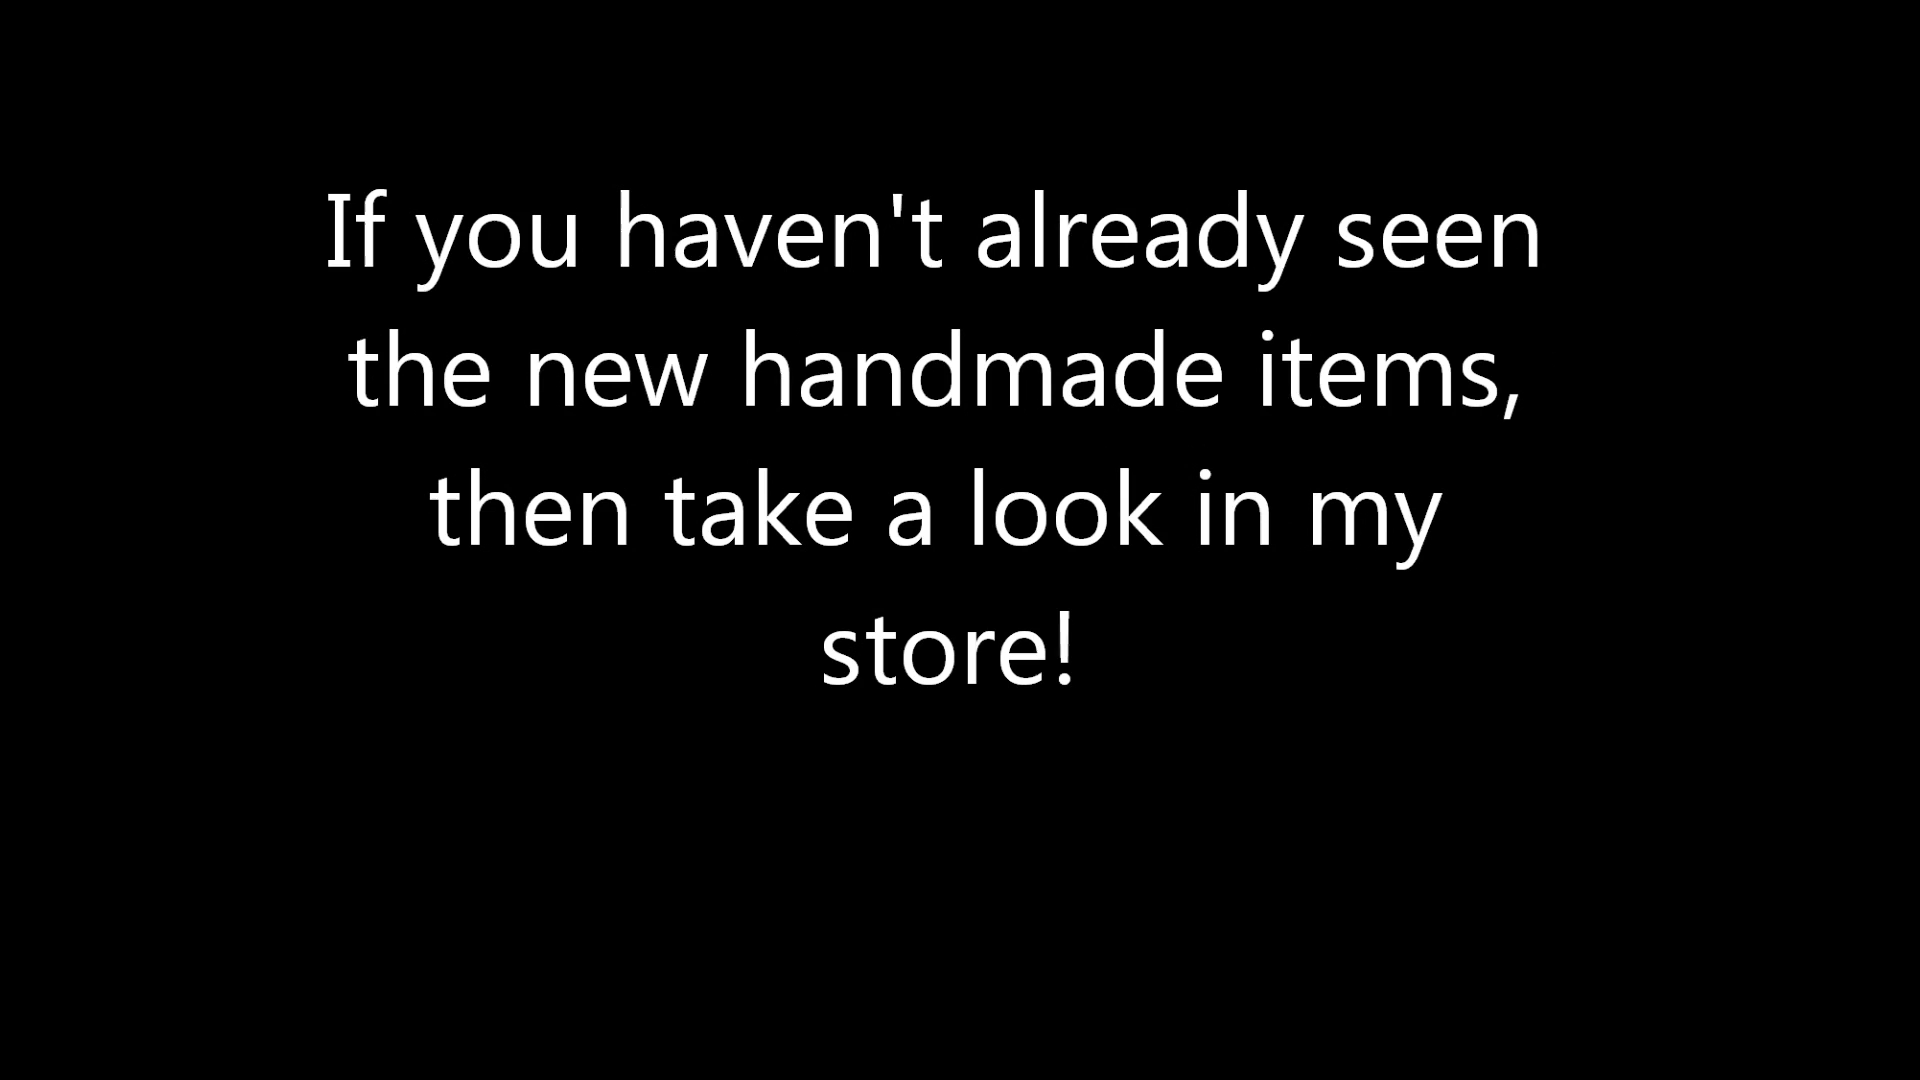 If you haven't already seen
the new handmade items,
then take a look in my
store!